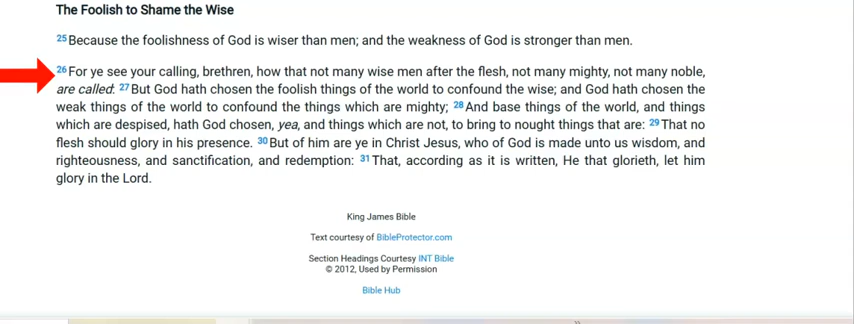 The Foolish to Shame the Wise
25 Because the foolishness of God is wiser than men; and the weakness of God is stronger than men.
26 For ye see your calling, brethren, how that not many wise men after the flesh, not many mighty, not many noble,
are called: 27 But God hath chosen the foolish things of the world to confound the wise; and God hath chosen the
weak things of the world to confound the things which are mighty; 28 And base things of the world, and things
which are despised, hath God chosen, yea, and things which are not, to bring to nought things that are: 29 That no
flesh should glory in his presence. 30 But of him are ye in Christ Jesus, who of God is made unto us wisdom, and
righteousness, and sanctification, and redemption: 31 That, according as it is written, He that glorieth, let him
glory in the Lord.
King James Bible
Text courtesy of BibleProtector.com
Section Headings Courtesy INT Bible
© 2012, Used by Permission
Bible Hub